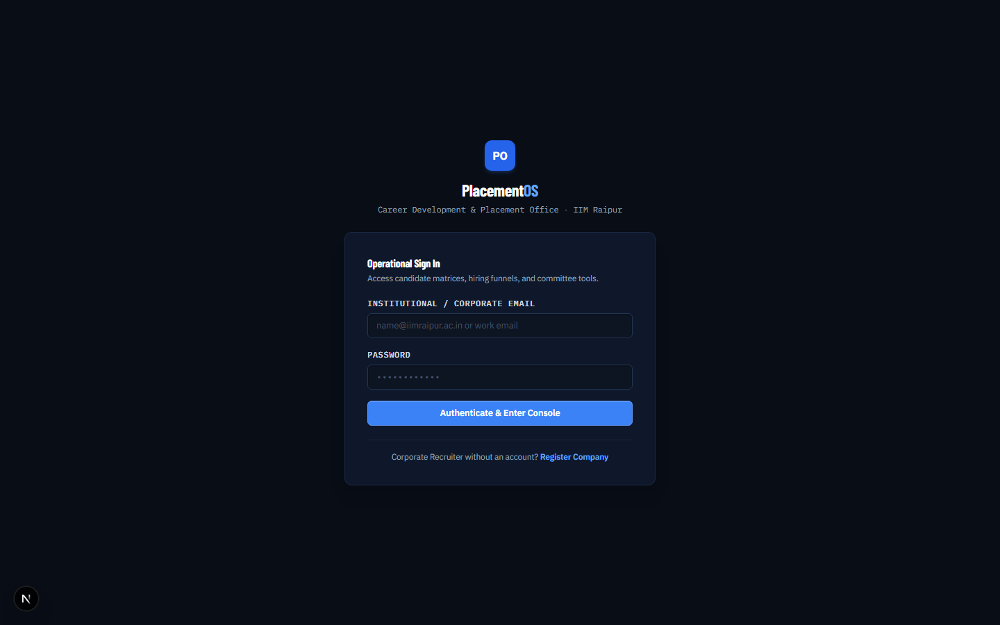 PO
PlacementOS
Career Development & Placement Office · IIM Raipur
Operational Sign In
Access candidate matrices, hiring funnels, and committee tools.
INSTITUTIONAL / CORPORATE EMAIL
name@iimraipur.ac.in or work email
PASSWORD
••••••••••••
Authenticate & Enter Console
Corporate Recruiter without an account? Register Company
N